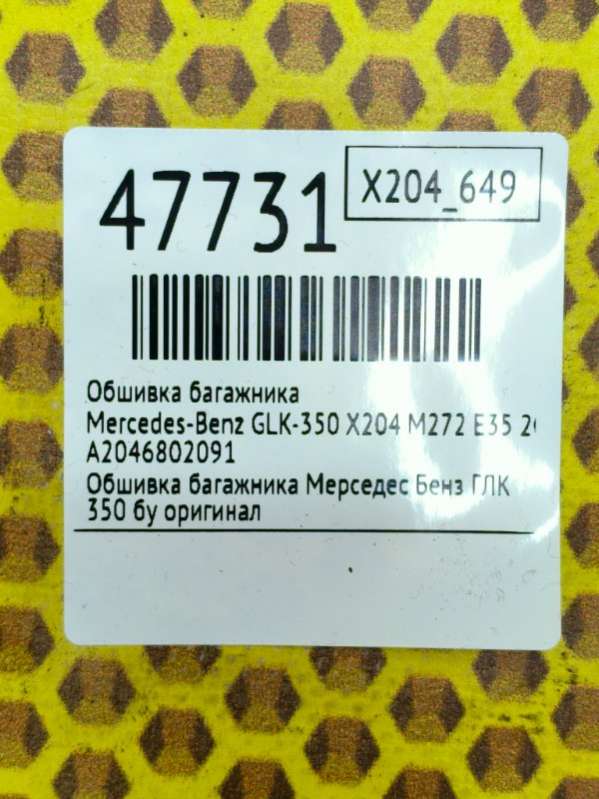 47731
X204_649
Обшивка багажника
Mercedes-Benz GLK-350 X204 M272 E35
A2046802091
Обшивка багажника Мерседес Бенз ГЛК
350 бу оригинал